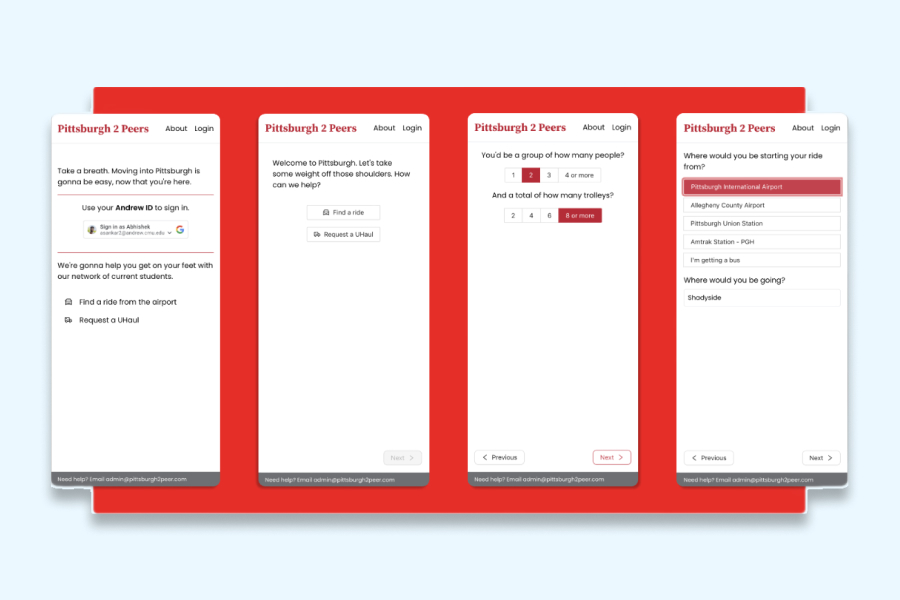 Pittsburgh 2 Peers
About
Login
Take a breath. Moving into Pittsburgh is
gonna be easy, now that you're here.
Use your Andrew ID to sign in.
Sign in as Abhishek
We're gonna help you get on your feet with
our network of current students.
Find a ride from the airport
Request a UHaul
Need help? Email admin@pittsburgh2peer.com
Pittsburgh 2 Peers
About
Login
Welcome to Pittsburgh. Let's take
some weight off those shoulders. How
can we help?
Find a ride
Request a UHaul
Next
Need help? Email admin@pittsburgh2peer.com
Pittsburgh 2 Peers
About
Login
You'd be a group of how many people?
1
2
3
4 or more
And a total of how many trolleys?
2
4
6
8 or more
Previous
Next
Need help? Email admin@pittsburgh2peer.com
Pittsburgh 2 Peers
About
Login
Where would you be starting your ride
from?
Pittsburgh International Airport
Allegheny County Airport
Pittsburgh Union Station
Amtrak Station - PGH
I'm getting a bus
Where would you be going?
Shadyside
Previous
Next
Need help? Email admin@pittsburgh2peer.com